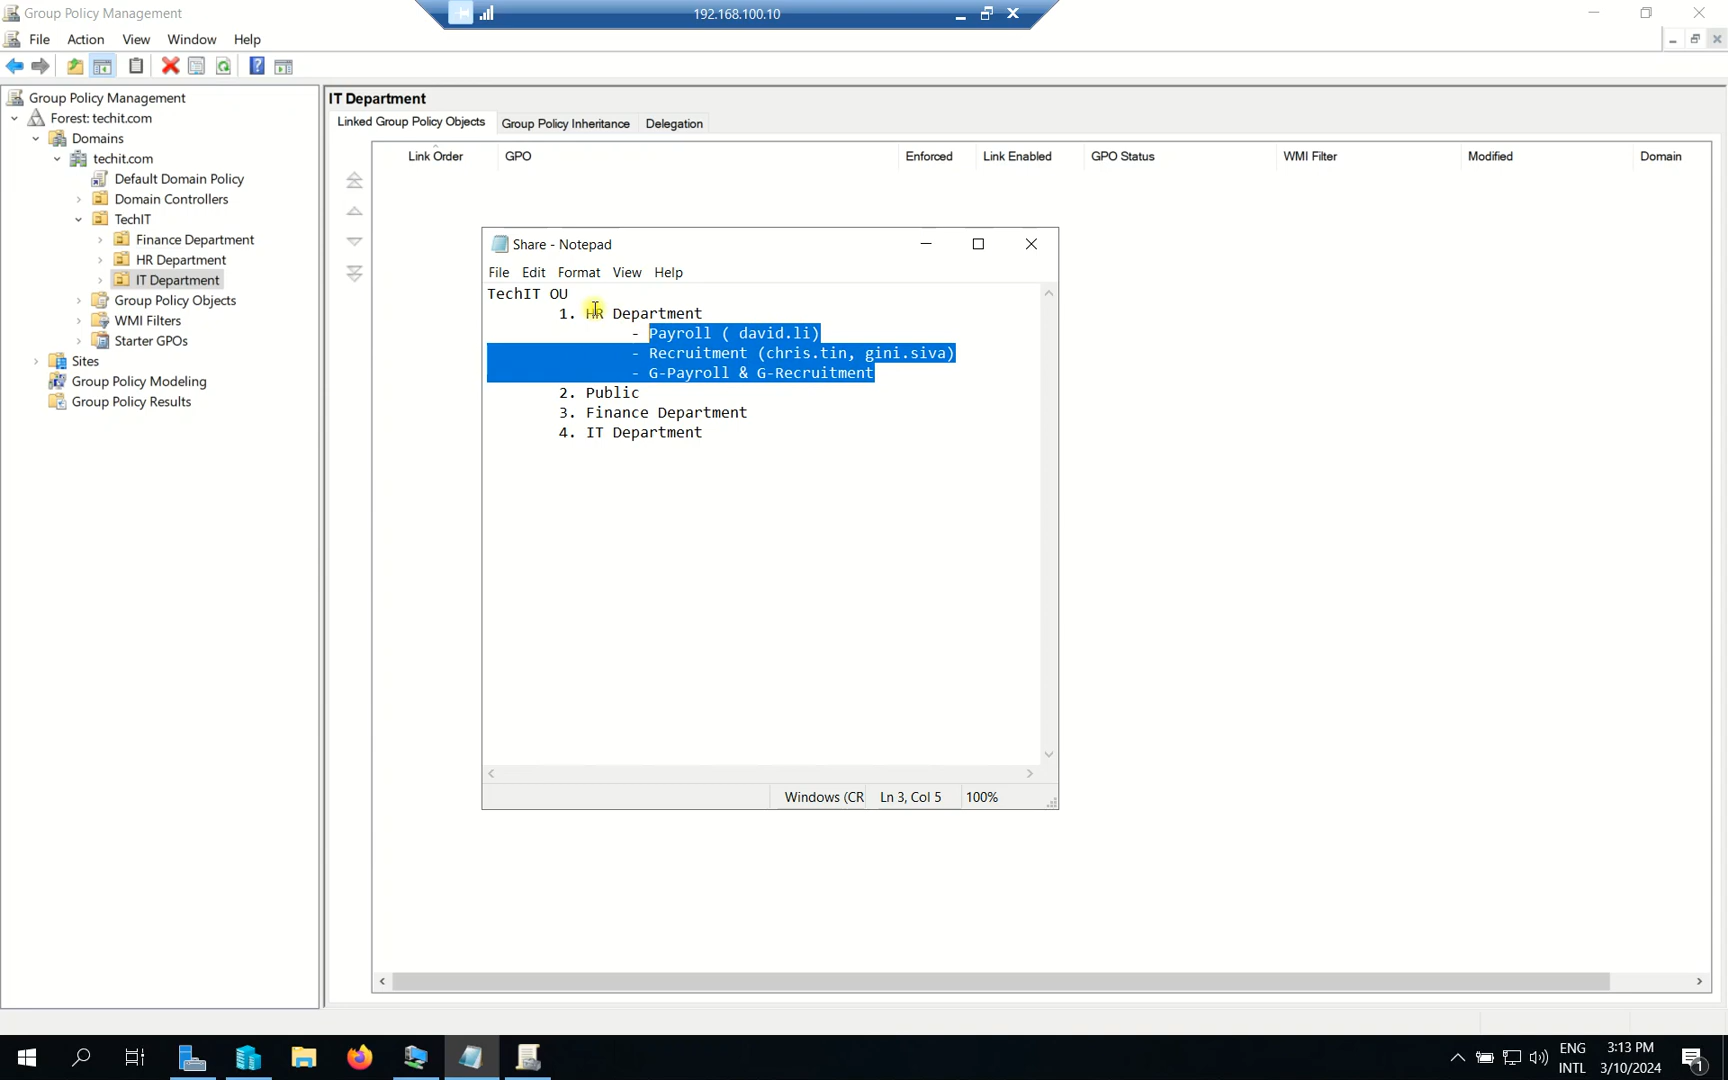 Group Policy Management
192.168.100.10
File Action View Window Help
Group Policy Management
Forest: techit.com
Domains
techit.com
Default Domain Policy
Domain Controllers
TechIT
Finance Department
HR Department
IT Department
Group Policy Objects
WMI Filters
Starter GPOs
Sites
Group Policy Modeling
Group Policy Results
IT Department
Linked Group Policy Objects Group Policy Inheritance Delegation
Link Order GPO Enforced Link Enabled GPO Status WMI Filter Modified Domain
Share - Notepad
File Edit Format View Help
TechIT OU
1. HR Department
- Payroll ( david.li)
- Recruitment (chris.tin, gini.siva)
- G-Payroll & G-Recruitment
2. Public
3. Finance Department
4. IT Department
Windows (CR Ln 3, Col 5 100%
ENG
INTL
3:13 PM
3/10/2024
1